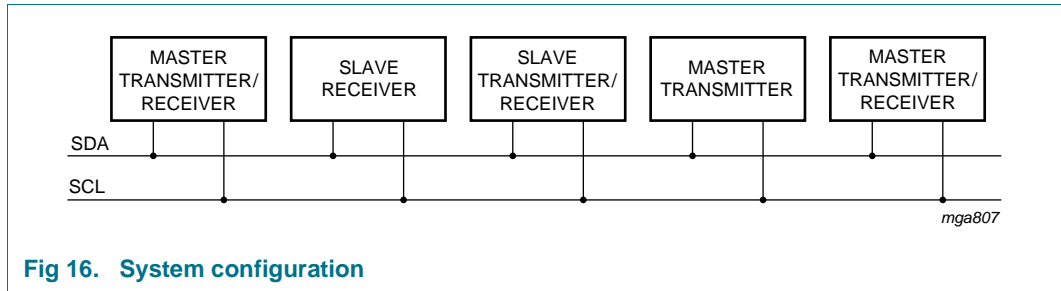 MASTER
TRANSMITTER/
RECEIVER
SLAVE
RECEIVER
SLAVE
TRANSMITTER/
RECEIVER
MASTER
TRANSMITTER
MASTER
TRANSMITTER/
RECEIVER
SDA
SCL
mga807
Fig 16. System configuration